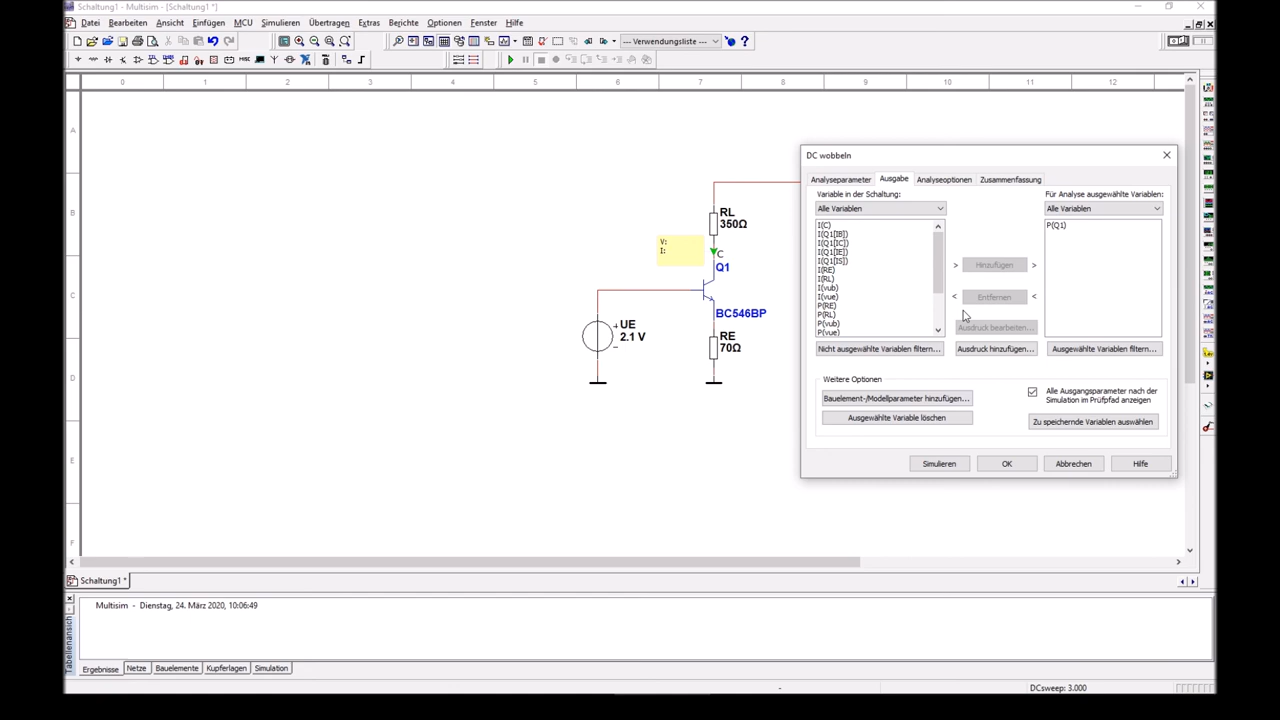 Schaltung1 - Multisim - [Schaltung1 *]
Datei Bearbeiten Ansicht Einfügen MCU Simulieren Übertragen Extras Berichte Optionen Fenster Hilfe
--- Verwendungsliste ---
0 1 2 3 4 5 6 7 8 9 10 11 12
A
B
C
D
E
F
RL
350Ω
V:
I:
C
Q1
BC546BP
UE
2.1 V
RE
70Ω
DC wobbeln
Analyseparameter Ausgabe Analyseoptionen Zusammenfassung
Variable in der Schaltung: Für Analyse ausgewählte Variablen:
Alle Variablen Alle Variablen
I(C)
I(Q1[IB])
I(Q1[IC])
I(Q1[IE])
I(Q1[IS])
I(RE)
I(RL)
I(vub)
I(vue)
P(RE)
P(RL)
P(vub)
P(vue)
P(Q1)
> Hinzufügen >
< Entfernen <
Ausdruck bearbeiten...
Nicht ausgewählte Variablen filtern... Ausdruck hinzufügen... Ausgewählte Variablen filtern...
Weitere Optionen
Bauelement-/Modellparameter hinzufügen...
Ausgewählte Variable löschen
Alle Ausgangsparameter nach der
Simulation im Prüfpfad anzeigen
Zu speichernde Variablen auswählen
Simulieren OK Abbrechen Hilfe
Schaltung1 *
Multisim - Dienstag, 24. März 2020, 10:06:49
Tabellenansicht
Ergebnisse Netze Bauelemente Kupferlagen Simulation
DCsweep: 3.000